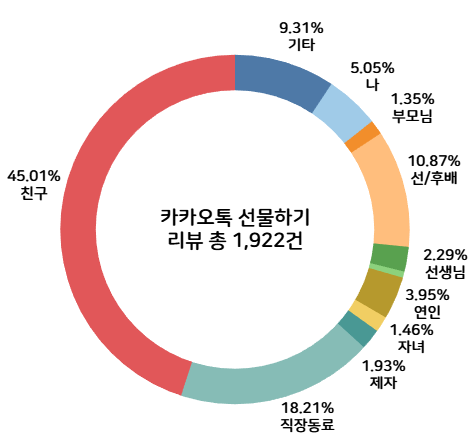 9.31%
기타
5.05%
나
1.35%
부모님
10.87%
선/후배
2.29%
선생님
3.95%
연인
1.46%
자녀
1.93%
제자
18.21%
직장동료
45.01%
친구
카카오톡 선물하기
리뷰 총 1,922건